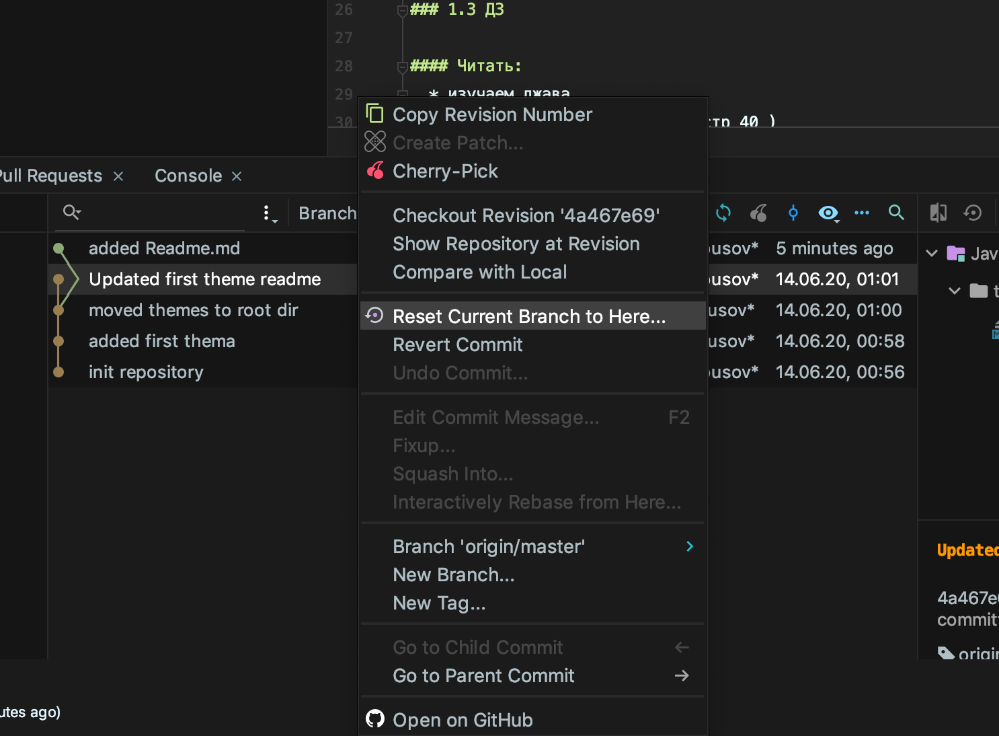 26 ### 1.3 ДЗ
27
28 #### Читать:
29 * изучаем джава
30 стр 40 )
Copy Revision Number
Create Patch...
Cherry-Pick
Pull Requests
Console
Branch
Checkout Revision '4a467e69'
Show Repository at Revision
Compare with Local
Reset Current Branch to Here...
Revert Commit
Undo Commit...
Edit Commit Message... F2
Fixup...
Squash Into...
Interactively Rebase from Here...
Branch 'origin/master'
New Branch...
New Tag...
Go to Child Commit
Go to Parent Commit
Open on GitHub
added Readme.md usov* 5 minutes ago
Updated first theme readme usov* 14.06.20, 01:01
moved themes to root dir usov* 14.06.20, 01:00
added first thema usov* 14.06.20, 00:58
init repository ousov* 14.06.20, 00:56
Jav
t
Updated
4a467e6
commit
origin
utes ago)